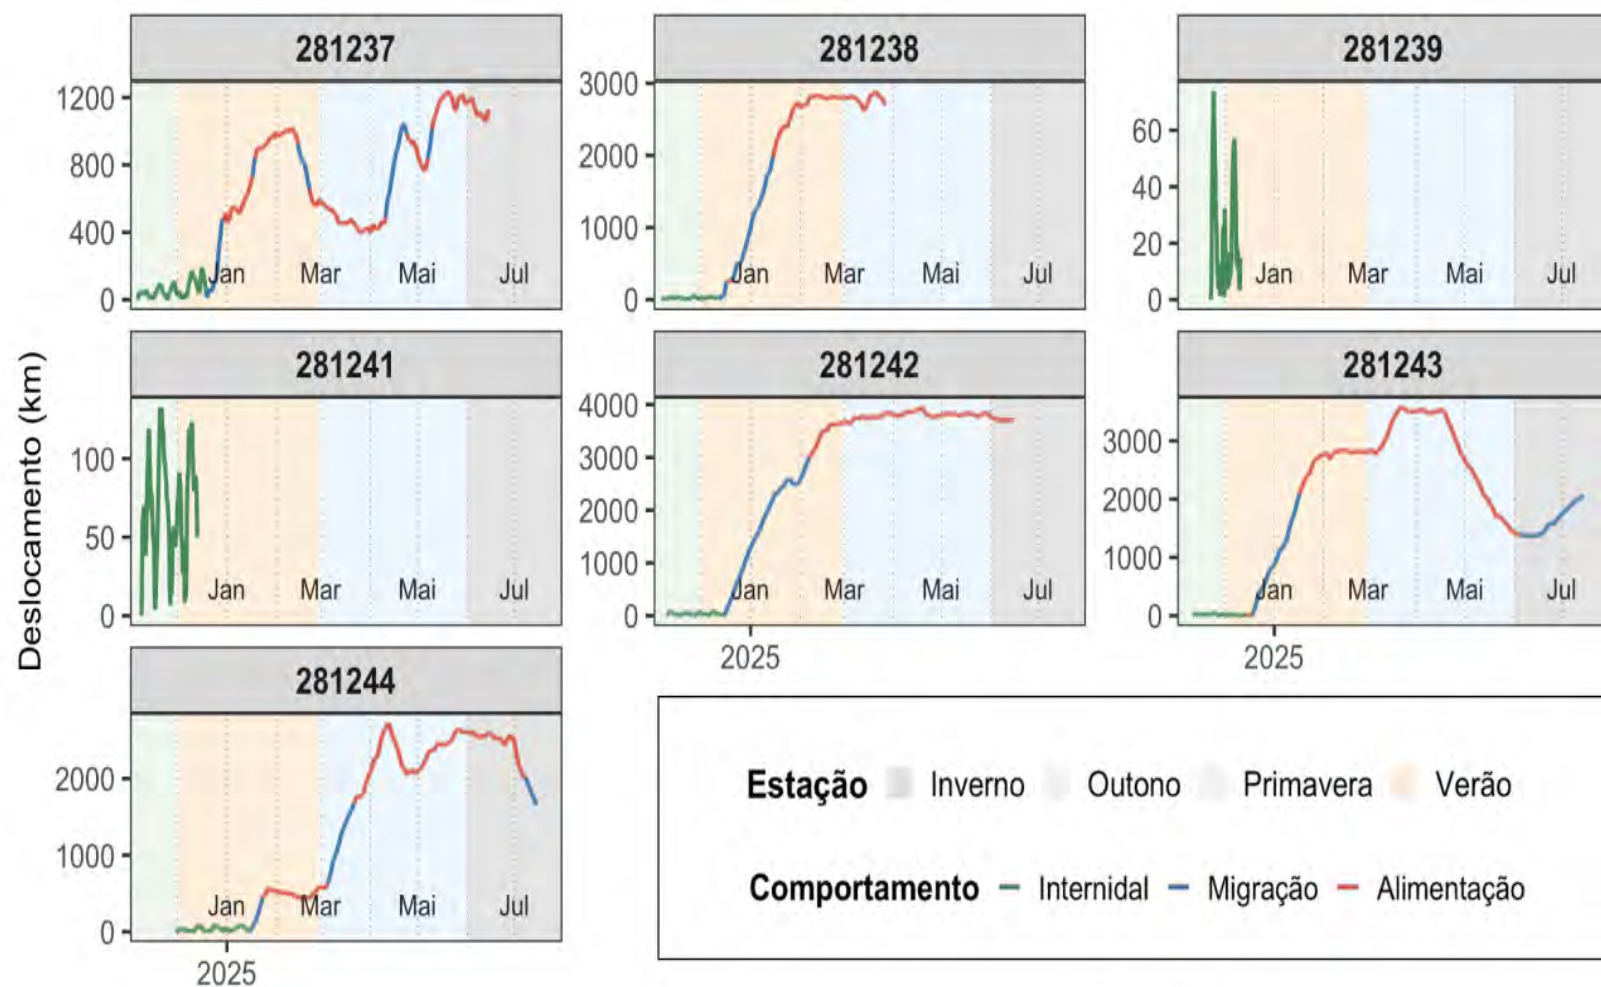 281237
281238
281239
1200
800
400
0
Jan
Mar
Mai
Jul
3000
2000
1000
0
Jan
Mar
Mai
Jul
60
40
20
0
Jan
Mar
Mai
Jul
Deslocamento (km)
281241
281242
281243
100
50
0
Jan
Mar
Mai
Jul
4000
3000
2000
1000
0
Jan
Mar
Mai
Jul
2025
3000
2000
1000
0
Jan
Mar
Mai
Jul
2025
281244
2000
1000
0
Jan
Mar
Mai
Jul
2025
Estação Inverno Outono Primavera Verão
Comportamento Internidal Migração Alimentação